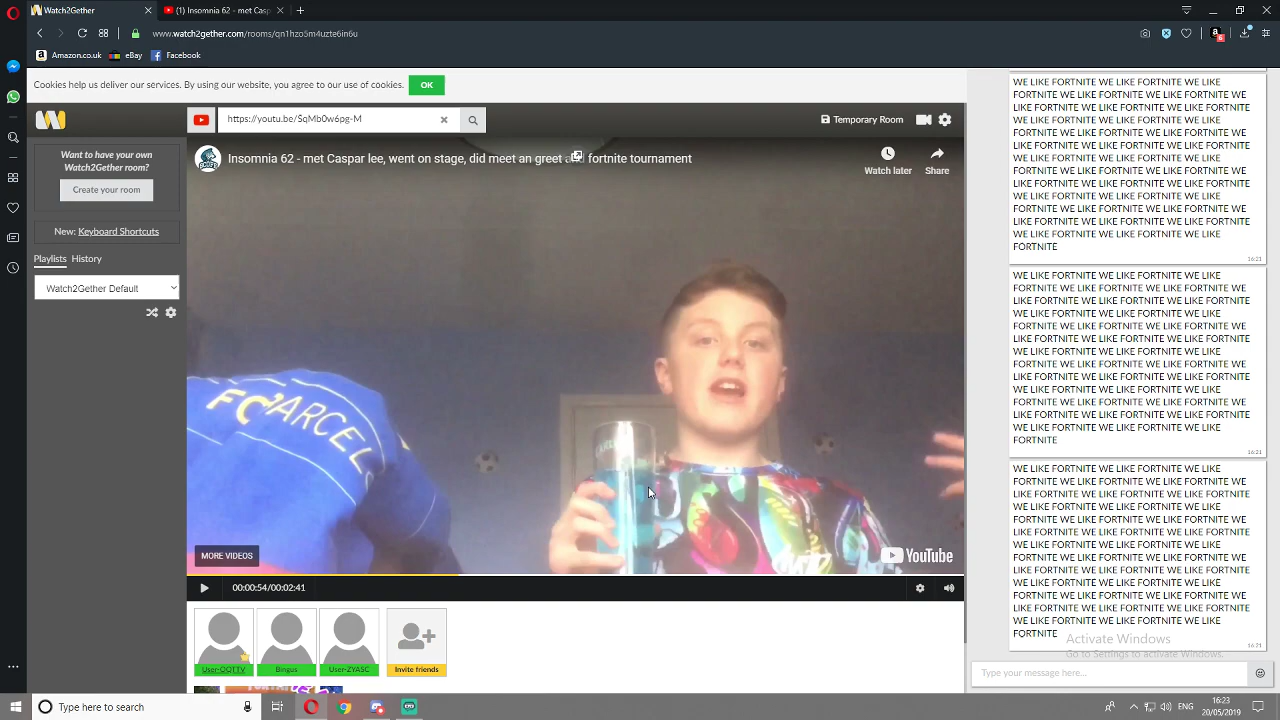 Watch2Gether
(1) Insomnia 62 - met Casp
www.watch2gether.com/rooms/qn1hzo5m4uzte6in6u
6
Amazon.co.uk
eBay
Facebook
Cookies help us deliver our services. By using our website, you agree to our use of cookies.
OK
https://youtu.be/SqMb0w6pg-M
Temporary Room
Want to have your own
Watch2Gether room?
Create your room
New: Keyboard Shortcuts
Playlists
History
Watch2Gether Default
Insomnia 62 - met Caspar lee, went on stage, did meet an greet
fortnite tournament
Watch later
Share
FC
ARCEL
MORE VIDEOS
YouTube
00:00:54/00:02:41
User-OQTTV
Bingus
User-ZYASC
Invite friends
WE LIKE FORTNITE WE LIKE FORTNITE WE LIKE
FORTNITE WE LIKE FORTNITE WE LIKE FORTNITE WE
LIKE FORTNITE WE LIKE FORTNITE WE LIKE FORTNITE
WE LIKE FORTNITE WE LIKE FORTNITE WE LIKE
FORTNITE WE LIKE FORTNITE WE LIKE FORTNITE WE
LIKE FORTNITE WE LIKE FORTNITE WE LIKE FORTNITE
WE LIKE FORTNITE WE LIKE FORTNITE WE LIKE
FORTNITE WE LIKE FORTNITE WE LIKE FORTNITE WE
LIKE FORTNITE WE LIKE FORTNITE WE LIKE FORTNITE
WE LIKE FORTNITE WE LIKE FORTNITE WE LIKE
FORTNITE WE LIKE FORTNITE WE LIKE FORTNITE WE
LIKE FORTNITE WE LIKE FORTNITE WE LIKE FORTNITE
WE LIKE FORTNITE WE LIKE FORTNITE WE LIKE
FORTNITE
16:21
WE LIKE FORTNITE WE LIKE FORTNITE WE LIKE
FORTNITE WE LIKE FORTNITE WE LIKE FORTNITE WE
LIKE FORTNITE WE LIKE FORTNITE WE LIKE FORTNITE
WE LIKE FORTNITE WE LIKE FORTNITE WE LIKE
FORTNITE WE LIKE FORTNITE WE LIKE FORTNITE WE
LIKE FORTNITE WE LIKE FORTNITE WE LIKE FORTNITE
WE LIKE FORTNITE WE LIKE FORTNITE WE LIKE
FORTNITE WE LIKE FORTNITE WE LIKE FORTNITE WE
LIKE FORTNITE WE LIKE FORTNITE WE LIKE FORTNITE
WE LIKE FORTNITE WE LIKE FORTNITE WE LIKE
FORTNITE WE LIKE FORTNITE WE LIKE FORTNITE WE
LIKE FORTNITE WE LIKE FORTNITE WE LIKE FORTNITE
WE LIKE FORTNITE WE LIKE FORTNITE WE LIKE
FORTNITE
16:21
WE LIKE FORTNITE WE LIKE FORTNITE WE LIKE
FORTNITE WE LIKE FORTNITE WE LIKE FORTNITE WE
LIKE FORTNITE WE LIKE FORTNITE WE LIKE FORTNITE
WE LIKE FORTNITE WE LIKE FORTNITE WE LIKE
FORTNITE WE LIKE FORTNITE WE LIKE FORTNITE WE
LIKE FORTNITE WE LIKE FORTNITE WE LIKE FORTNITE
WE LIKE FORTNITE WE LIKE FORTNITE WE LIKE
FORTNITE WE LIKE FORTNITE WE LIKE FORTNITE WE
LIKE FORTNITE WE LIKE FORTNITE WE LIKE FORTNITE
WE LIKE FORTNITE WE LIKE FORTNITE WE LIKE
FORTNITE WE LIKE FORTNITE WE LIKE FORTNITE WE
LIKE FORTNITE WE LIKE FORTNITE WE LIKE FORTNITE
WE LIKE FORTNITE WE LIKE FORTNITE WE LIKE
FORTNITE
16:21
Activate Windows
Go to Settings to activate Windows.
Type your message here...
Type here to search
ENG
16:23
20/05/2019